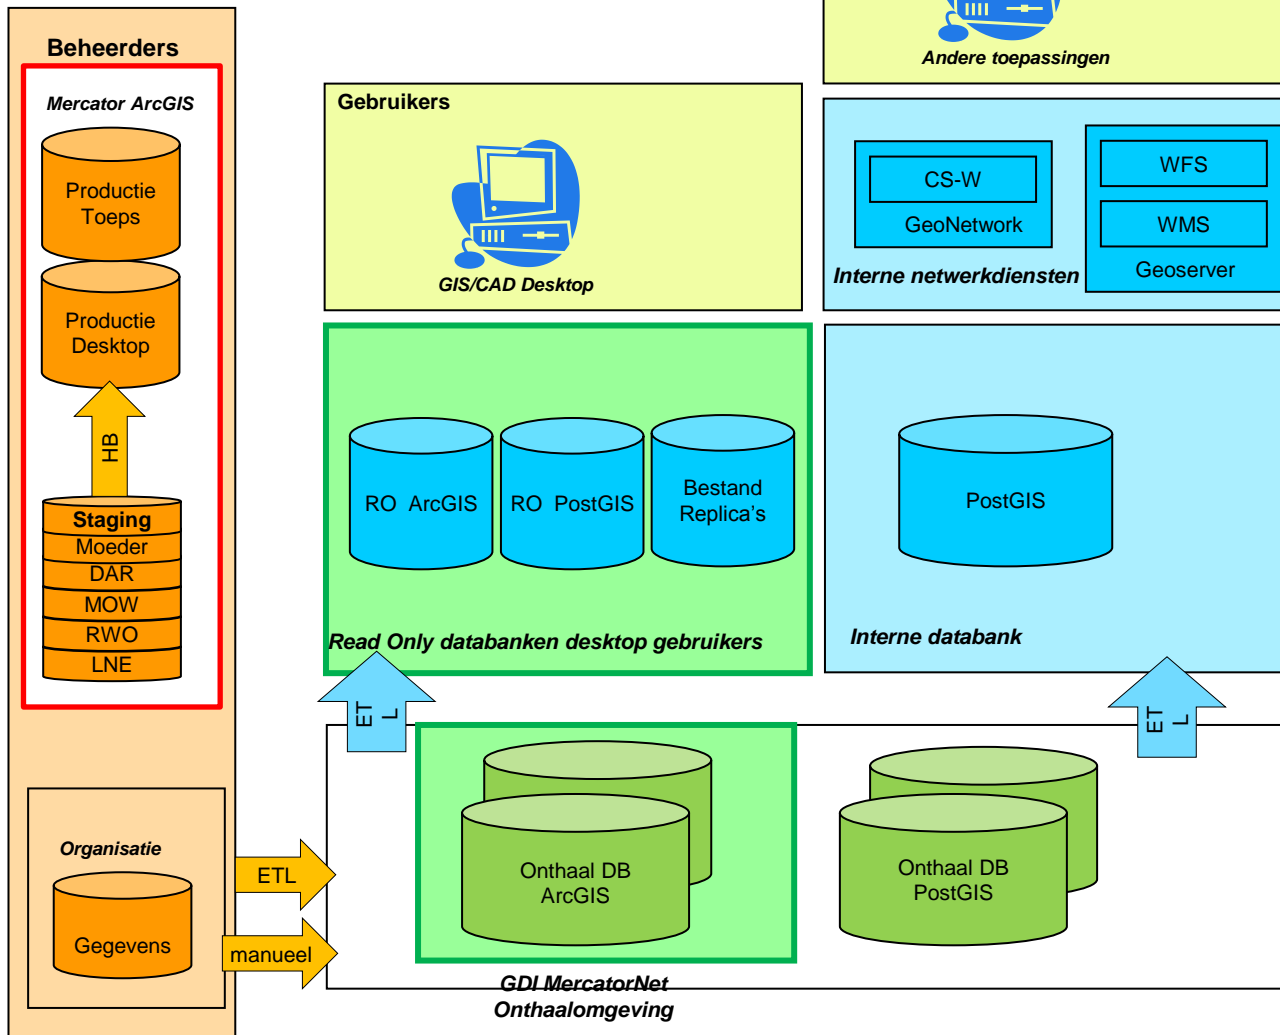 Beheerders
Mercator ArcGIS
Productie
Toeps
Productie
Desktop
HB
Staging
Moeder
DAR
MOW
RWO
LNE
Organisatie
Gegevens
ETL
manueel
Gebruikers
GIS/CAD Desktop
Andere toepassingen
CS-W
GeoNetwork
WFS
WMS
Geoserver
Interne netwerkdiensten
RO ArcGIS
RO PostGIS
Bestand
Replica's
Read Only databanken desktop gebruikers
PostGIS
Interne databank
ET
L
ET
L
Onthaal DB
ArcGIS
Onthaal DB
PostGIS
GDI MercatorNet
Onthaalomgeving